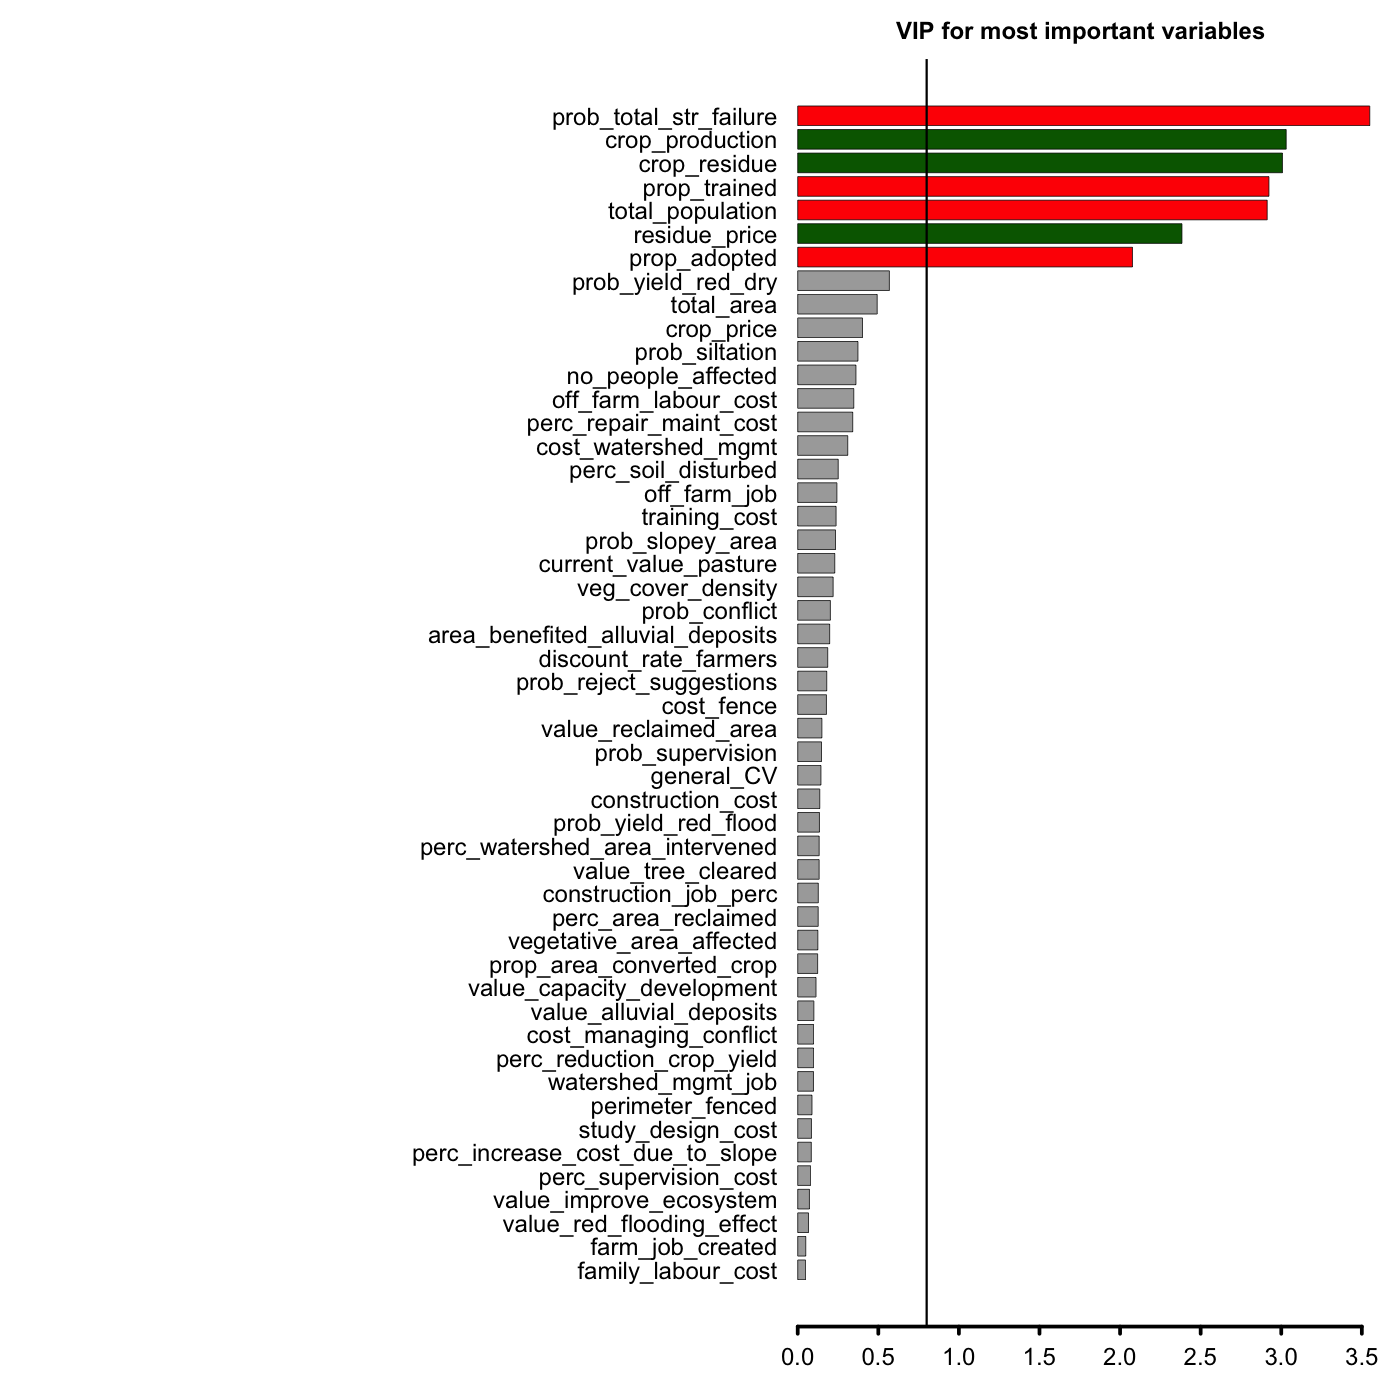 VIP for most important variables
prob_total_str_failure
crop_production
crop_residue
prop_trained
total_population
residue_price
prop_adopted
prob_yield_red_dry
total_area
crop_price
prob_siltation
no_people_affected
off_farm_labour_cost
perc_repair_maint_cost
cost_watershed_mgmt
perc_soil_disturbed
off_farm_job
training_cost
prob_slopey_area
current_value_pasture
veg_cover_density
prob_conflict
area_benefited_alluvial_deposits
discount_rate_farmers
prob_reject_suggestions
cost_fence
value_reclaimed_area
prob_supervision
general_CV
construction_cost
prob_yield_red_flood
perc_watershed_area_intervened
value_tree_cleared
construction_job_perc
perc_area_reclaimed
vegetative_area_affected
prop_area_converted_crop
value_capacity_development
value_alluvial_deposits
cost_managing_conflict
perc_reduction_crop_yield
watershed_mgmt_job
perimeter_fenced
study_design_cost
perc_increase_cost_due_to_slope
perc_supervision_cost
value_improve_ecosystem
value_red_flooding_effect
farm_job_created
family_labour_cost
0.0 0.5 1.0 1.5 2.0 2.5 3.0 3.5